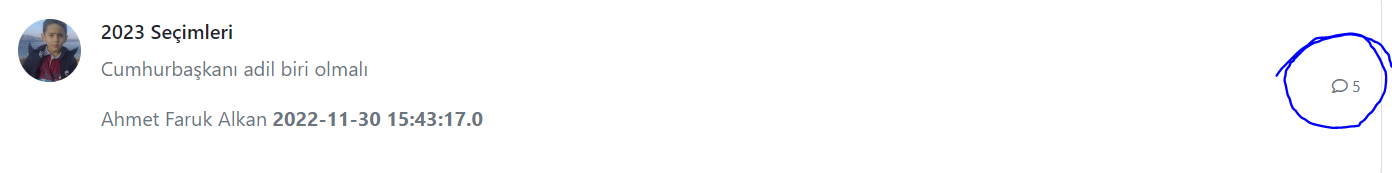 2023 Seçimleri
Cumhurbaşkanı adil biri olmalı
5
Ahmet Faruk Alkan 2022-11-30 15:43:17.0